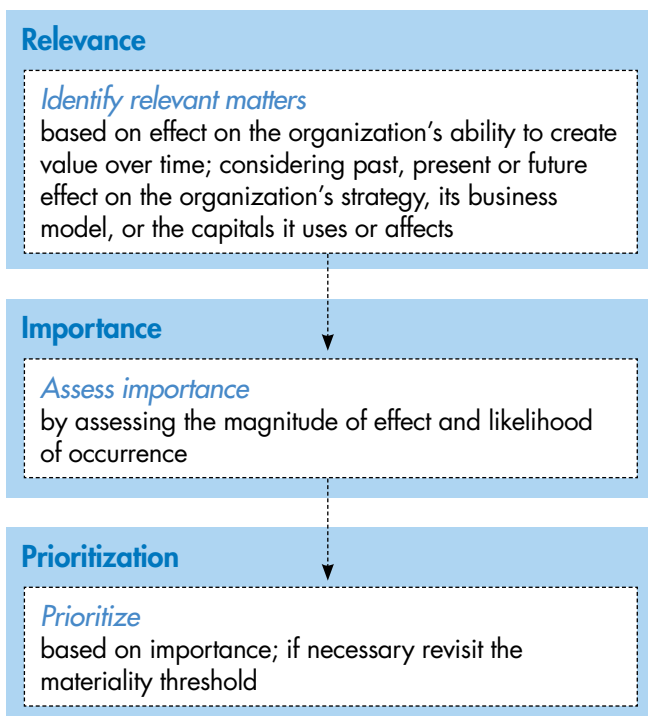 Relevance
Identify relevant matters
based on effect on the organization’s ability to create
value over time; considering past, present or future
effect on the organization’s strategy, its business
model, or the capitals it uses or affects
Importance
Assess importance
by assessing the magnitude of effect and likelihood
of occurrence
Prioritization
Prioritize
based on importance; if necessary revisit the
materiality threshold